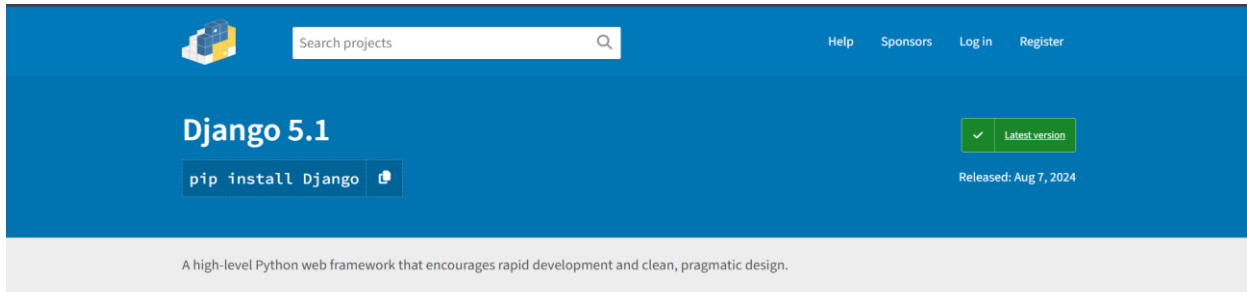 Search projects
Help Sponsors Log in Register
Django 5.1
Latest version
pip install Django
Released: Aug 7, 2024
A high-level Python web framework that encourages rapid development and clean, pragmatic design.